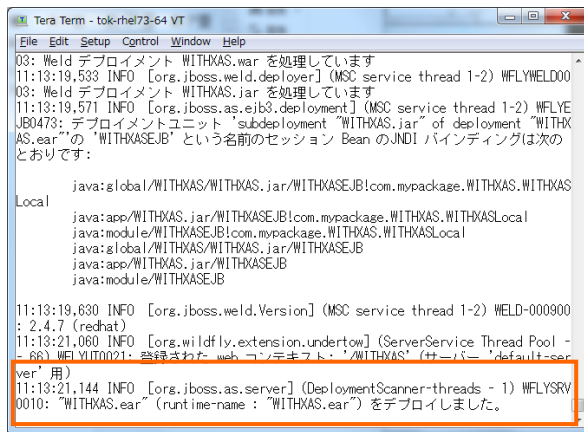 Tera Term - tok-rhel73-64 VT
File Edit Setup Control Window Help
03: Weld デプロイメント WITHXAS.war を処理しています
11:13:19,533 INFO [org.jboss.weld.deployer] (MSC service thread 1-2) WFLYWELD00
03: Weld デプロイメント WITHXAS.jar を処理しています
11:13:19,571 INFO [org.jboss.as.ejb3.deployment] (MSC service thread 1-2) WFLYE
JB0473: デプロイメントユニット 'subdeployment "WITHXAS.jar" of deployment "WITHX
AS.ear"'の 'WITHXASEJB' という名前のセッション Bean のJNDI バインディングは次の
とおりです:
java:global/WITHXAS/WITHXAS.jar/WITHXASEJB!com.mypackage.WITHXAS.WITHXAS
Local
java:app/WITHXAS.jar/WITHXASEJB!com.mypackage.WITHXAS.WITHXASLocal
java:module/WITHXASEJB!com.mypackage.WITHXAS.WITHXASLocal
java:global/WITHXAS/WITHXAS.jar/WITHXASEJB
java:app/WITHXAS.jar/WITHXASEJB
java:module/WITHXASEJB
11:13:19,630 INFO [org.jboss.weld.Version] (MSC service thread 1-2) WELD-000900
: 2.4.7 (redhat)
11:13:21,060 INFO [org.wildfly.extension.undertow] (ServerService Thread Pool -
- 66) WFLYUT0021: 登録された web コンテキスト: '/WITHXAS' (サーバー 'default-ser
ver' 用)
11:13:21,144 INFO [org.jboss.as.server] (DeploymentScanner-threads - 1) WFLYSRV
0010: "WITHXAS.ear" (runtime-name : "WITHXAS.ear") をデプロイしました。